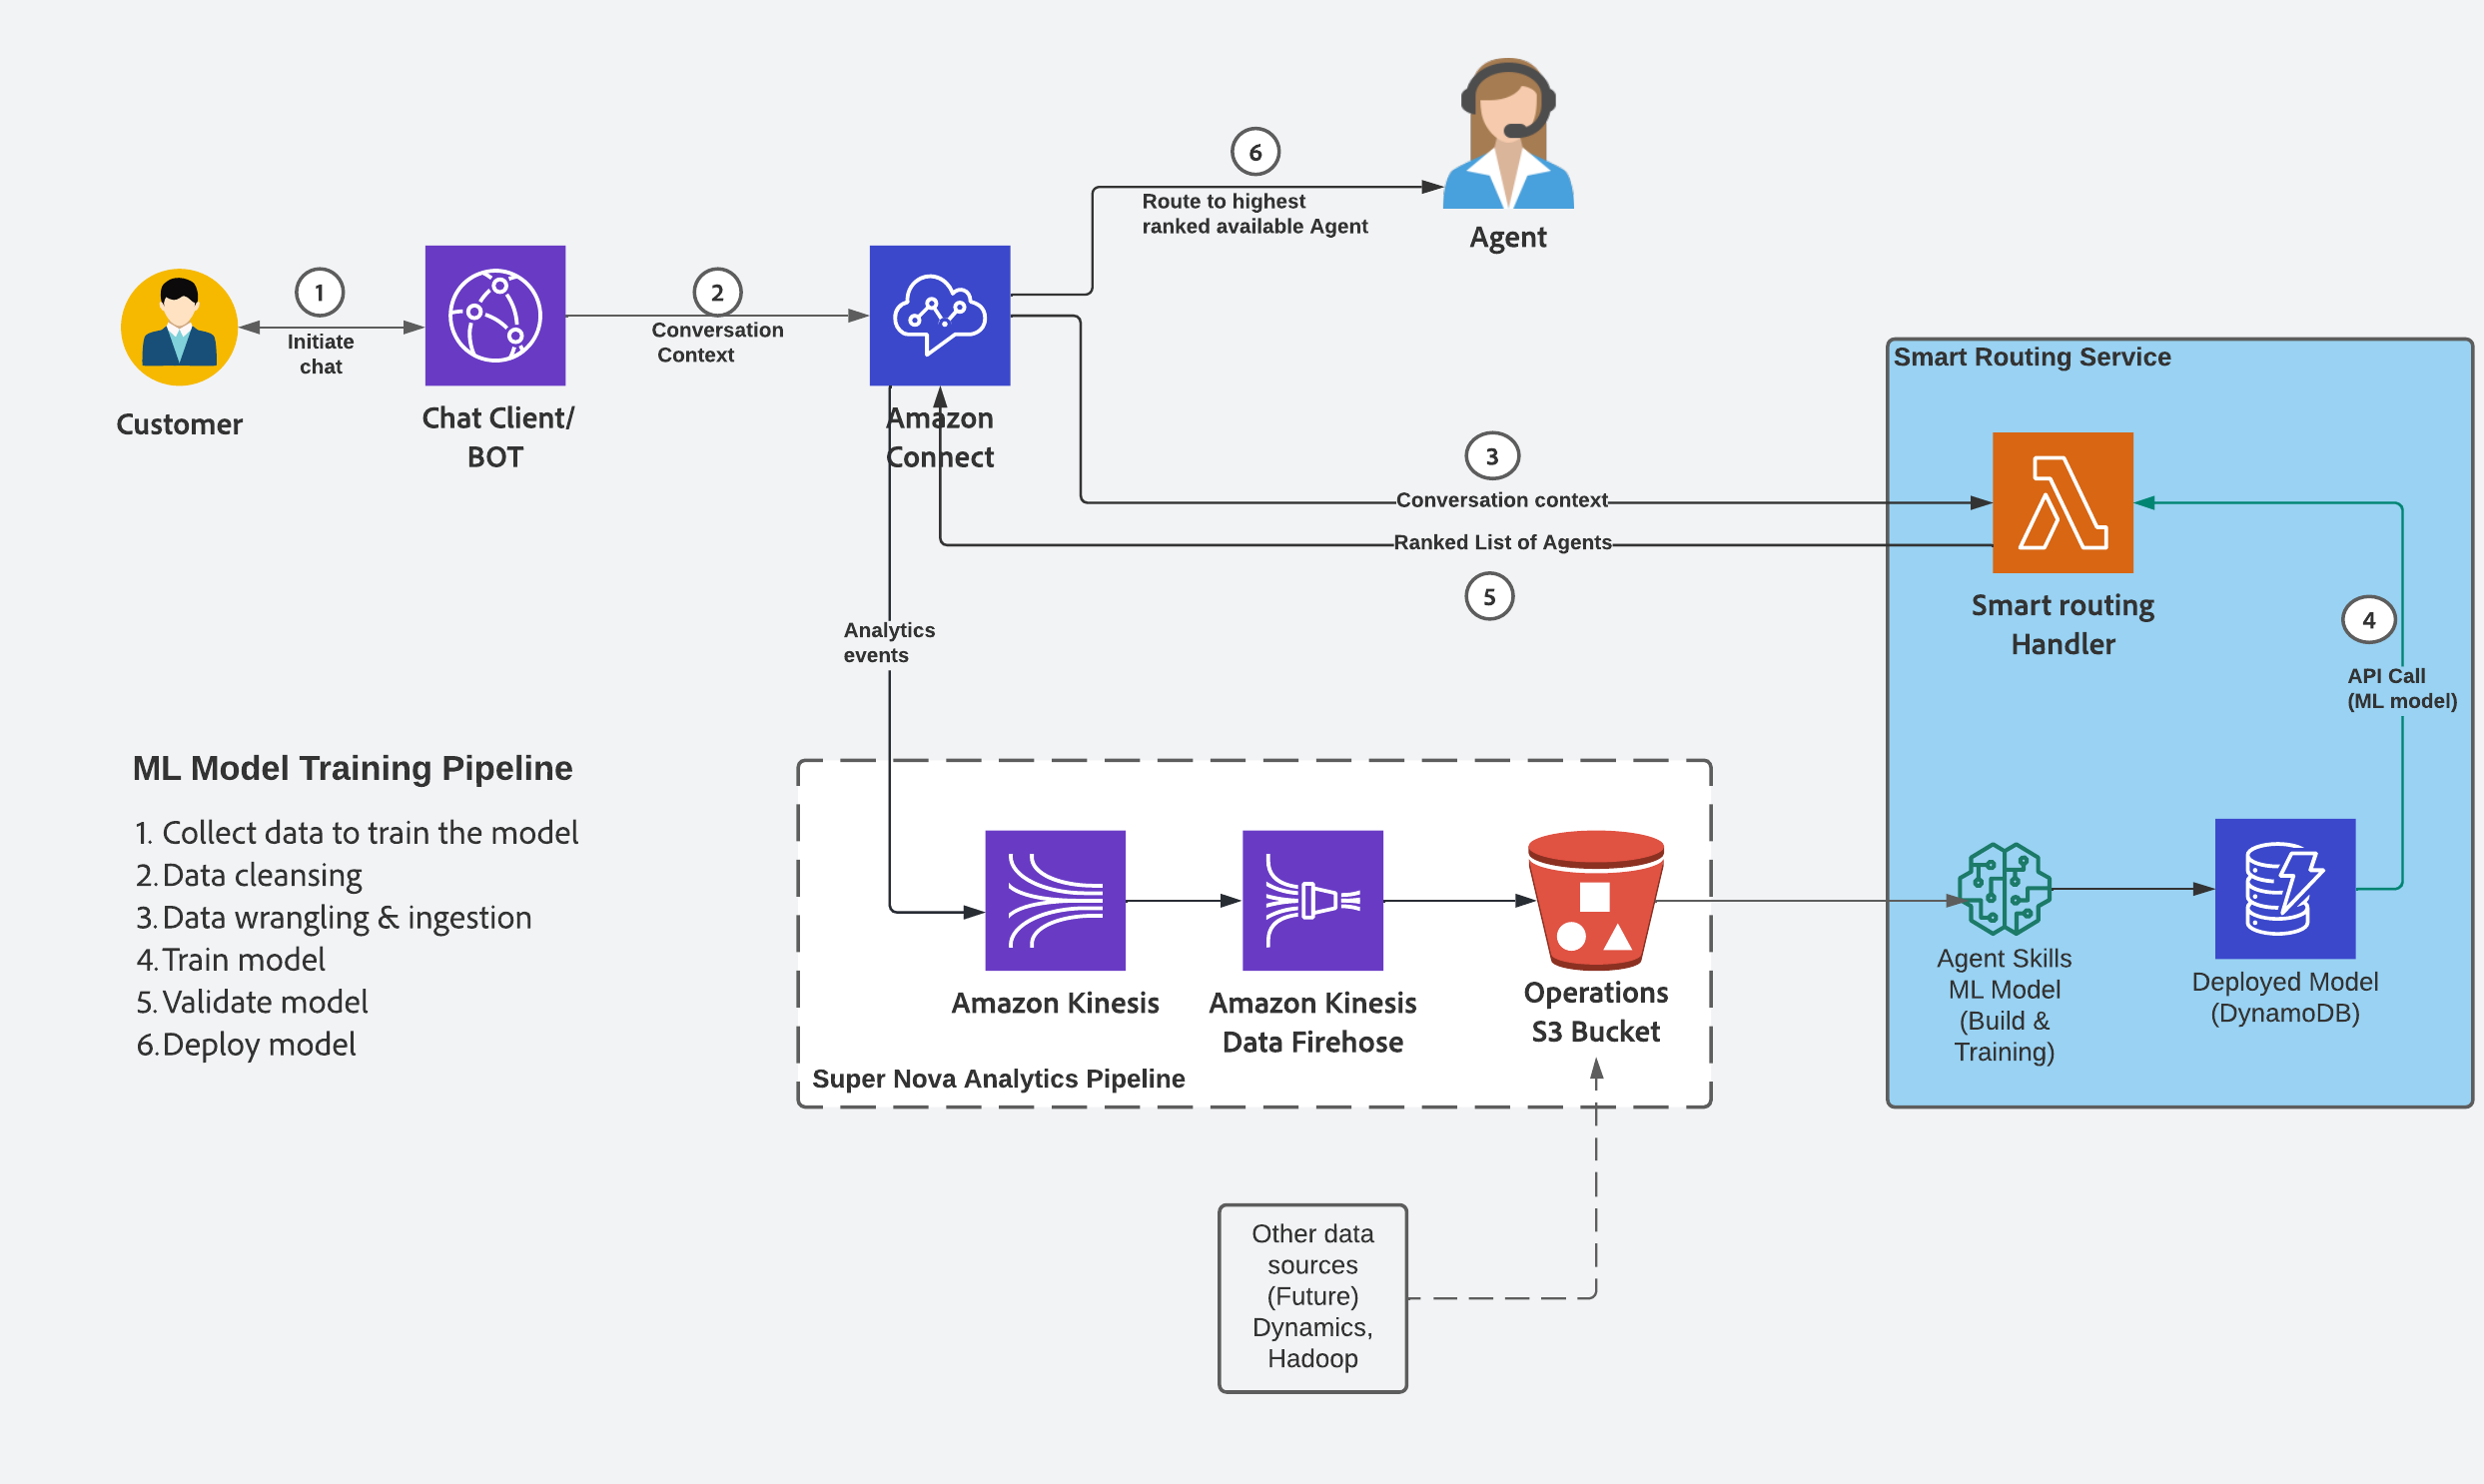 6
Route to highest
ranked available Agent
Agent
1
Initiate
chat
2
Conversation
Context
Customer
Chat Client/
BOT
Amazon
Connect
Smart Routing Service
3
Conversation context
Ranked List of Agents
5
Smart routing
Handler
4
API Call
(ML model)
Analytics
events
ML Model Training Pipeline
1. Collect data to train the model
2. Data cleansing
3. Data wrangling & ingestion
4. Train model
5. Validate model
6. Deploy model
Amazon Kinesis
Amazon Kinesis
Data Firehose
Operations
S3 Bucket
Super Nova Analytics Pipeline
Agent Skills
ML Model
(Build &
Training)
Deployed Model
(DynamoDB)
Other data
sources
(Future)
Dynamics,
Hadoop